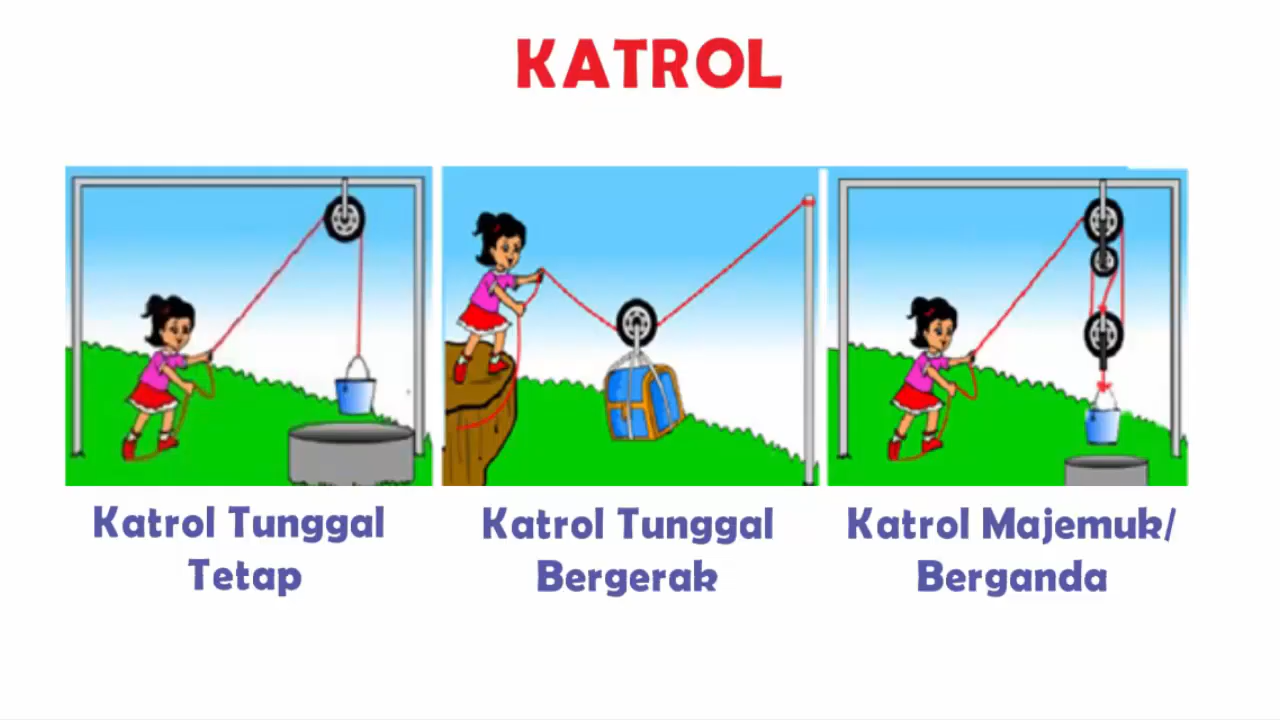 KATROL
Katrol Tunggal
Tetap
Katrol Tunggal
Bergerak
Katrol Majemuk/
Berganda